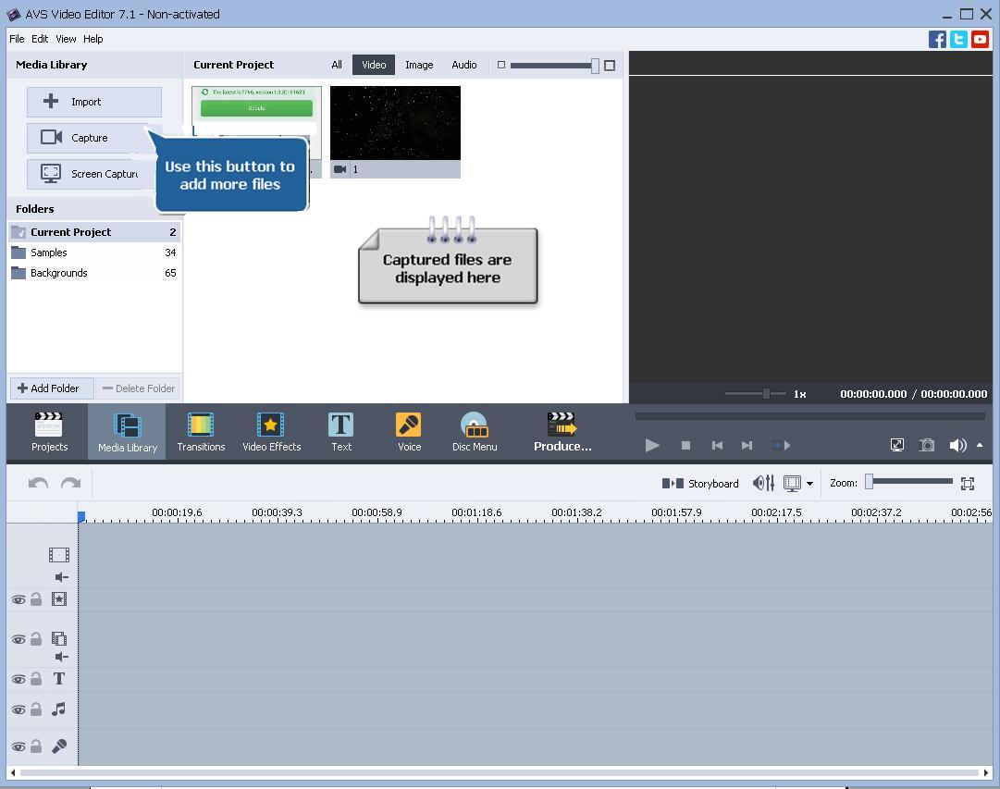 AVS Video Editor 7.1 - Non-activated
File Edit View Help
Media Library
Current Project
All Video Image Audio
Import
Capture
Screen Captur
The latest is
Update
1
Use this button to
add more files
Captured files are
displayed here
Folders
Current Project 2
Samples 34
Backgrounds 65
Add Folder Delete Folder
1x 00:00:00.000 / 00:00:00.000
Projects Media Library Transitions Video Effects Text Voice Disc Menu Produce...
Storyboard Zoom:
00:00:19.6 00:00:39.3 00:00:58.9 00:01:18.6 00:01:38.2 00:01:57.9 00:02:17.5 00:02:37.2 00:02:56